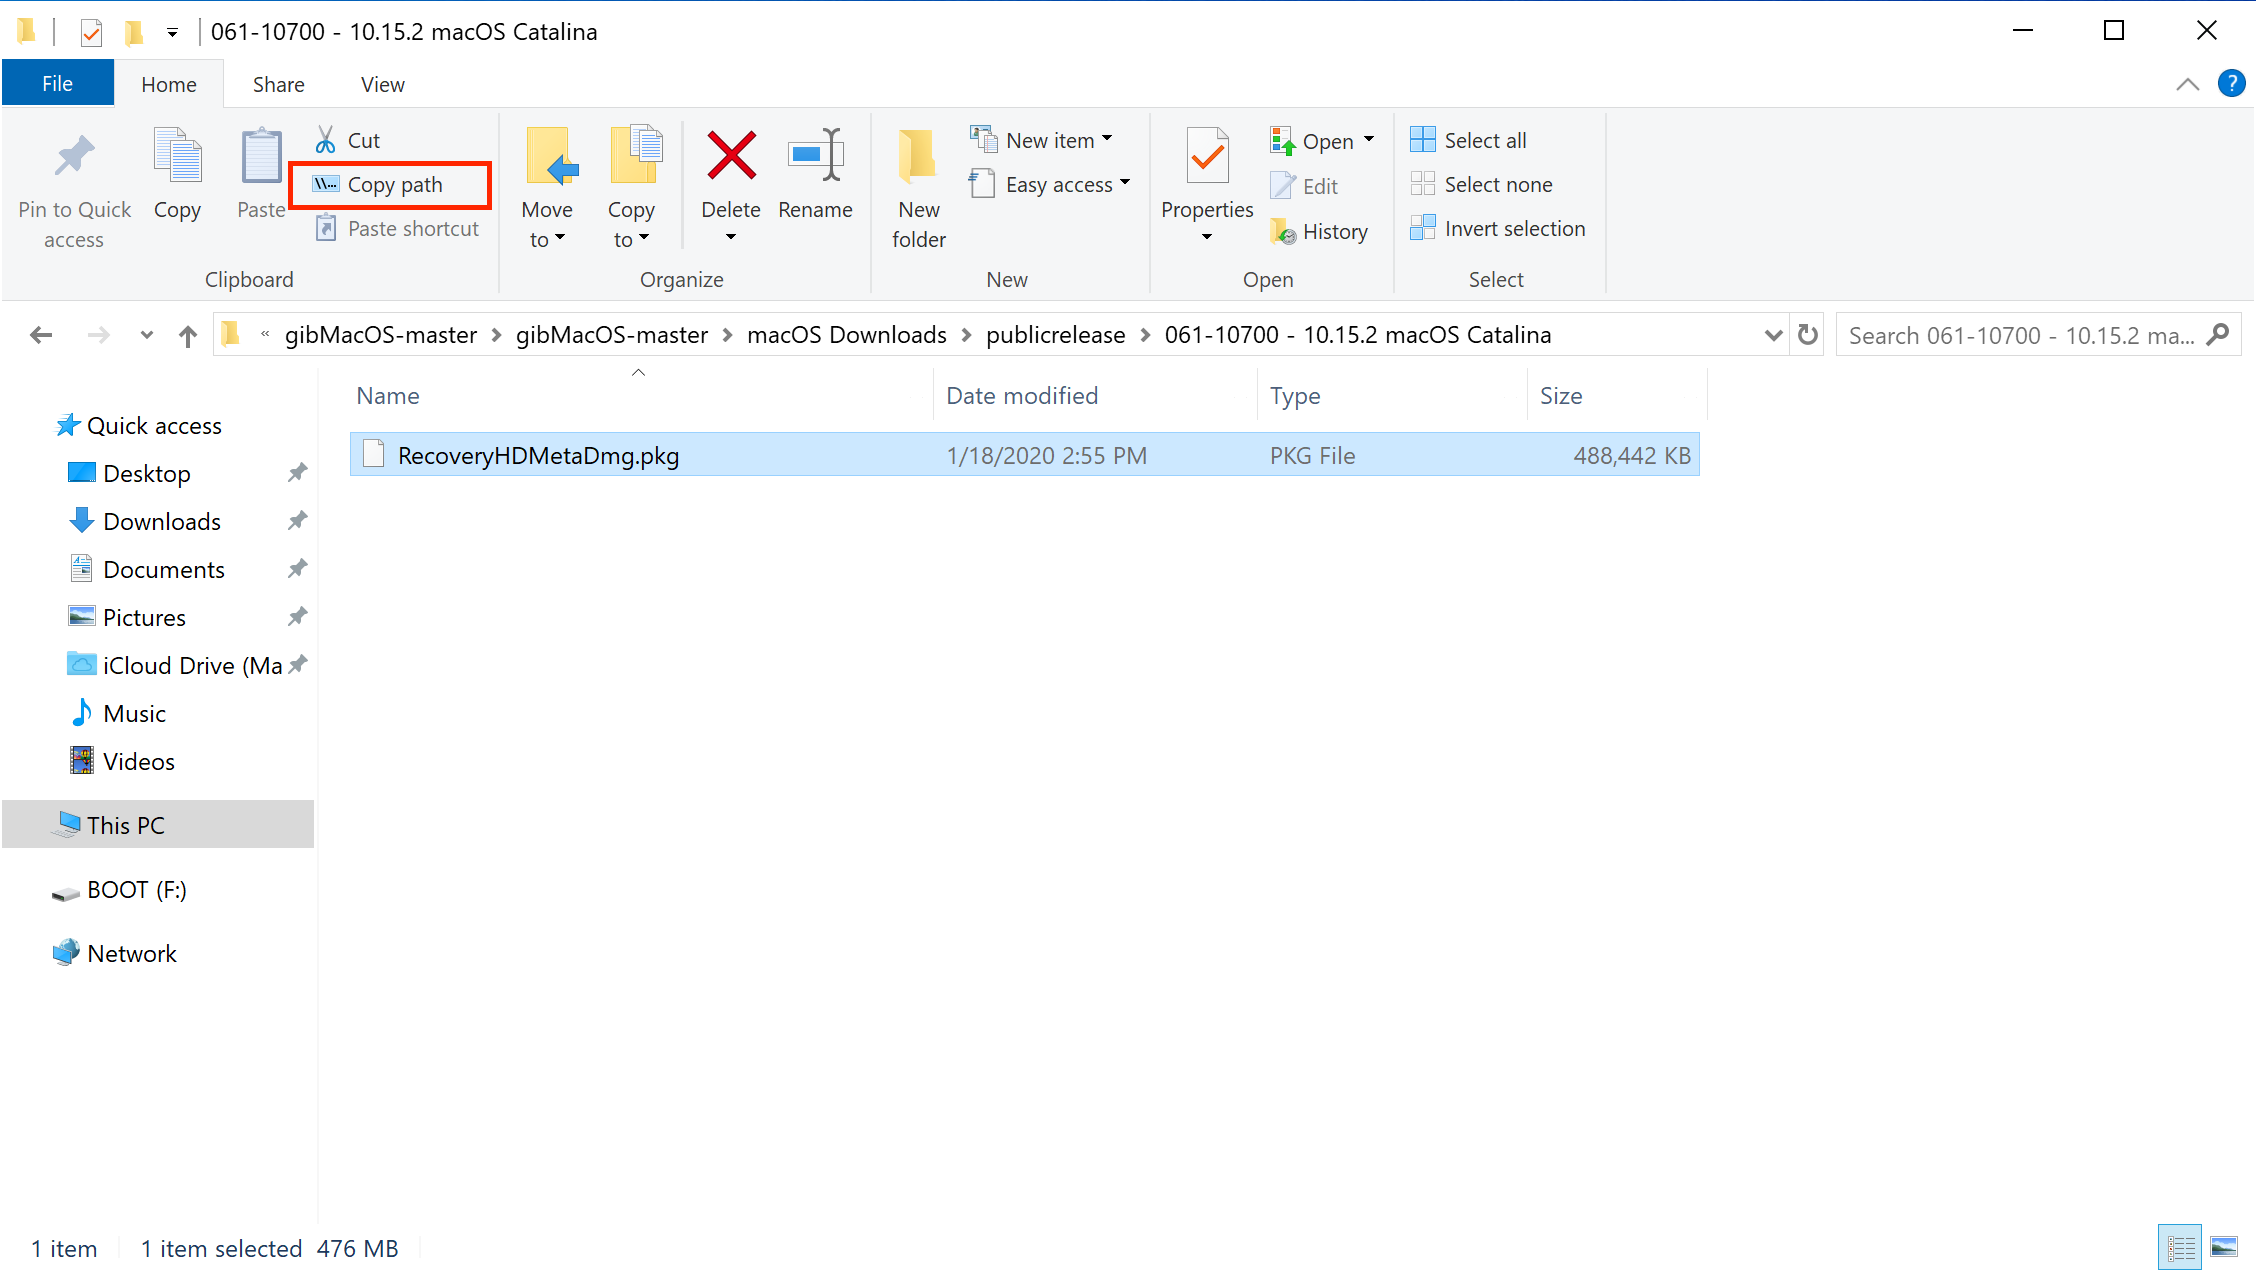 061-10700 - 10.15.2 macOS Catalina
File Home Share View
?
Pin to Quick access
Copy
Paste
Cut
\\... Copy path
Paste shortcut
Clipboard
Move to
Copy to
Delete
Rename
Organize
New folder
New item
Easy access
New
Properties
Open
Edit
History
Open
Select all
Select none
Invert selection
Select
« gibMacOS-master > gibMacOS-master > macOS Downloads > publicrelease > 061-10700 - 10.15.2 macOS Catalina
Search 061-10700 - 10.15.2 ma...
Quick access
Desktop
Downloads
Documents
Pictures
iCloud Drive (Ma
Music
Videos
This PC
BOOT (F:)
Network
Name Date modified Type Size
RecoveryHDMetaDmg.pkg 1/18/2020 2:55 PM PKG File 488,442 KB
1 item 1 item selected 476 MB